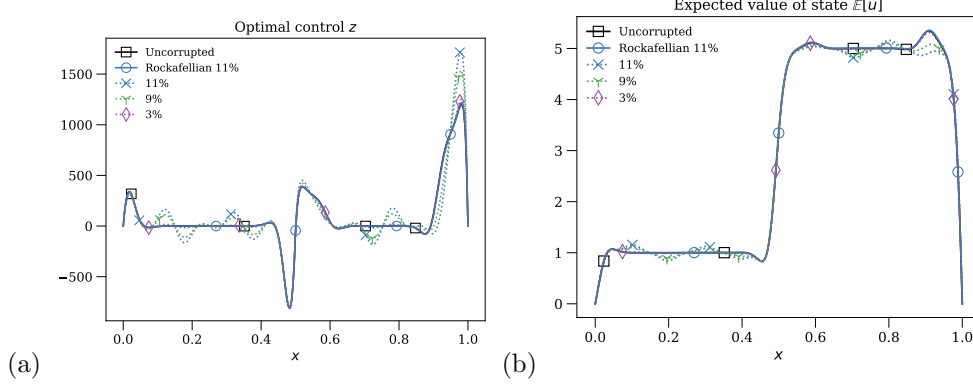 Optimal control z
Uncorrupted
Rockafellian 11%
11%
9%
3%
1500
1000
500
0
−500
0.0 0.2 0.4 0.6 0.8 1.0
x
(a)
Expected value of state 𝔼[u]
Uncorrupted
Rockafellian 11%
11%
9%
3%
5
4
3
2
1
0
0.0 0.2 0.4 0.6 0.8 1.0
x
(b)